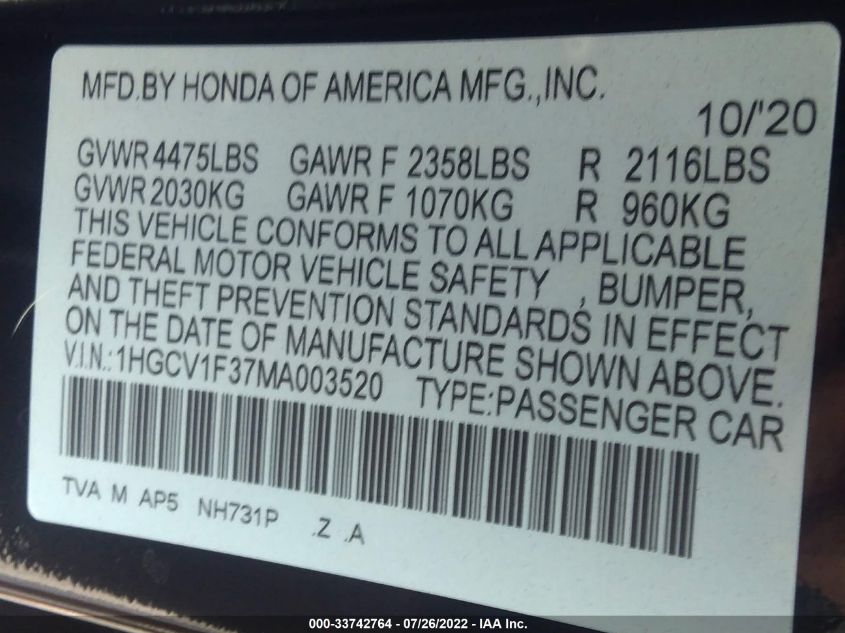 MFD.BY HONDA OF AMERICA MFG.,INC.
10/'20
GVWR 4475LBS GAWR F 2358LBS R 2116LBS
GVWR 2030KG GAWR F 1070KG R 960KG
THIS VEHICLE CONFORMS TO ALL APPLICABLE
FEDERAL MOTOR VEHICLE SAFETY , BUMPER,
AND THEFT PREVENTION STANDARDS IN EFFECT
ON THE DATE OF MANUFACTURE SHOWN ABOVE.
V.I.N.:1HGCV1F37MA003520 TYPE:PASSENGER CAR
TVA M AP5 NH731P .Z .A
000-33742764 - 07/26/2022 - IAA Inc.